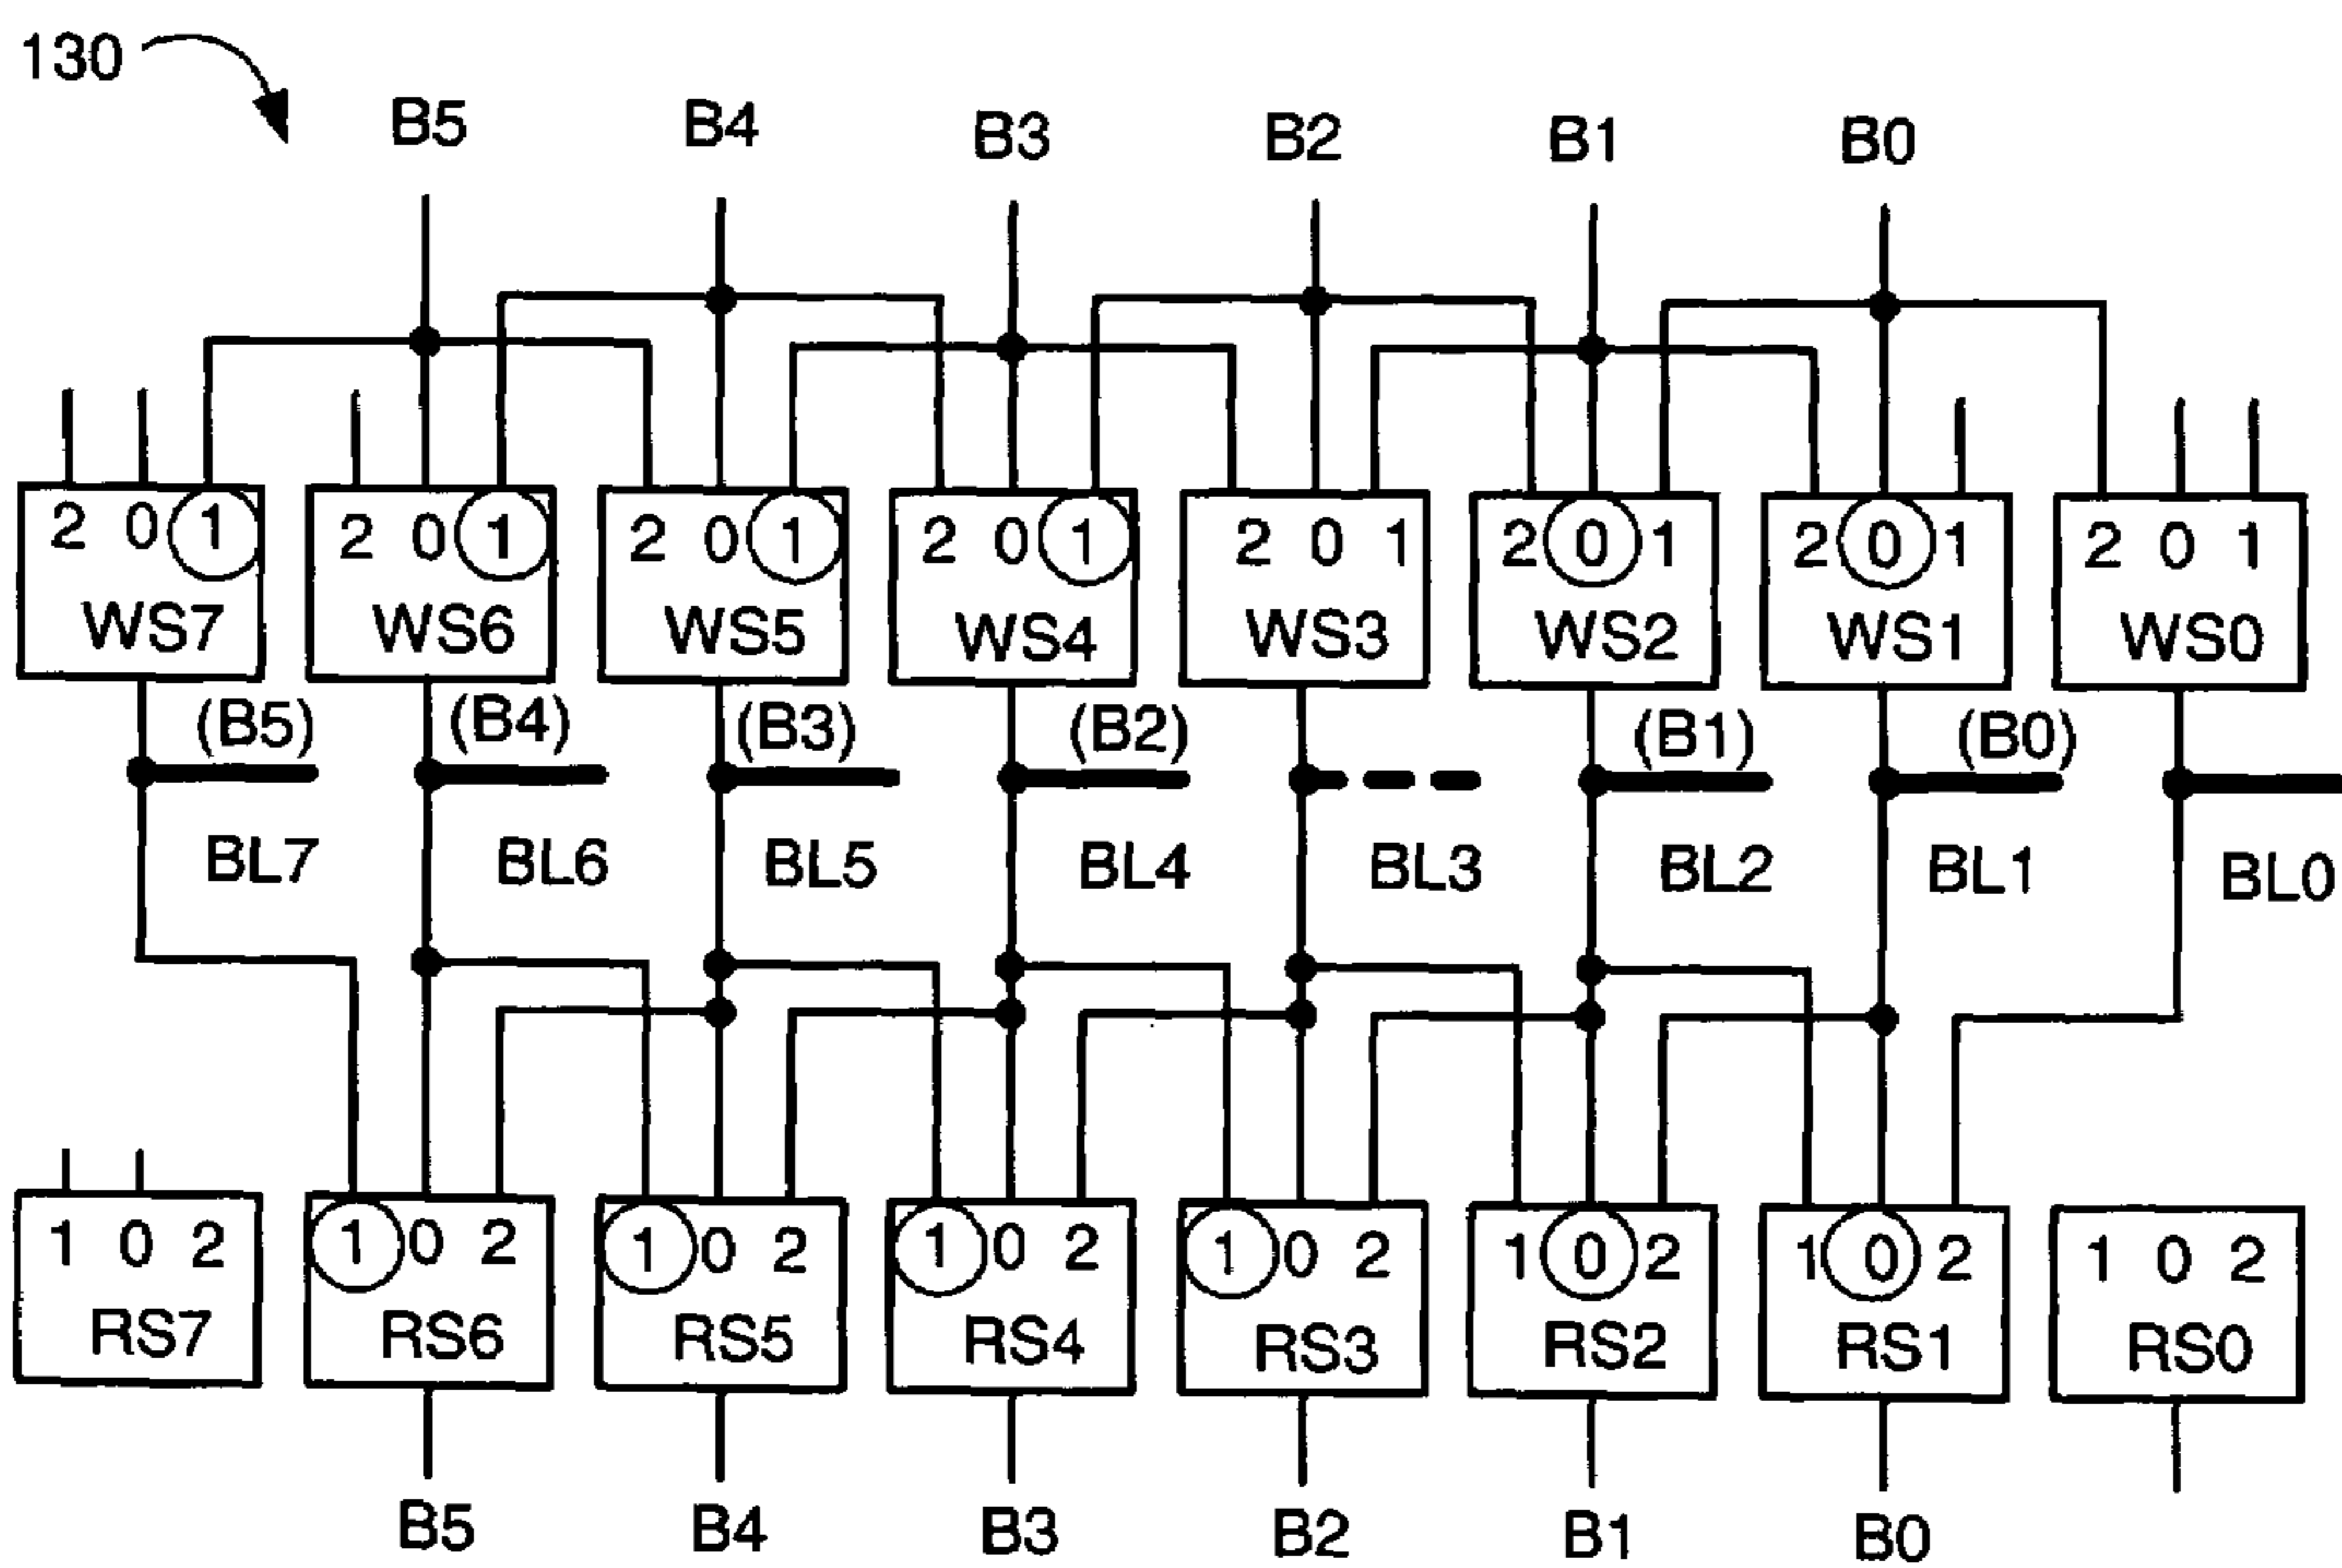 130
B5 B4 B3 B2 B1 B0
2 0 1 2 0 1 2 0 1 2 0 1 2 0 1 2 0 1 2 0 1 2 0 1
WS7 WS6 WS5 WS4 WS3 WS2 WS1 WS0
(B5) (B4) (B3) (B2) (B1) (B0)
BL7 BL6 BL5 BL4 BL3 BL2 BL1 BL0
1 0 2 1 0 2 1 0 2 1 0 2 1 0 2 1 0 2 1 0 2 1 0 2
RS7 RS6 RS5 RS4 RS3 RS2 RS1 RS0
B5 B4 B3 B2 B1 B0